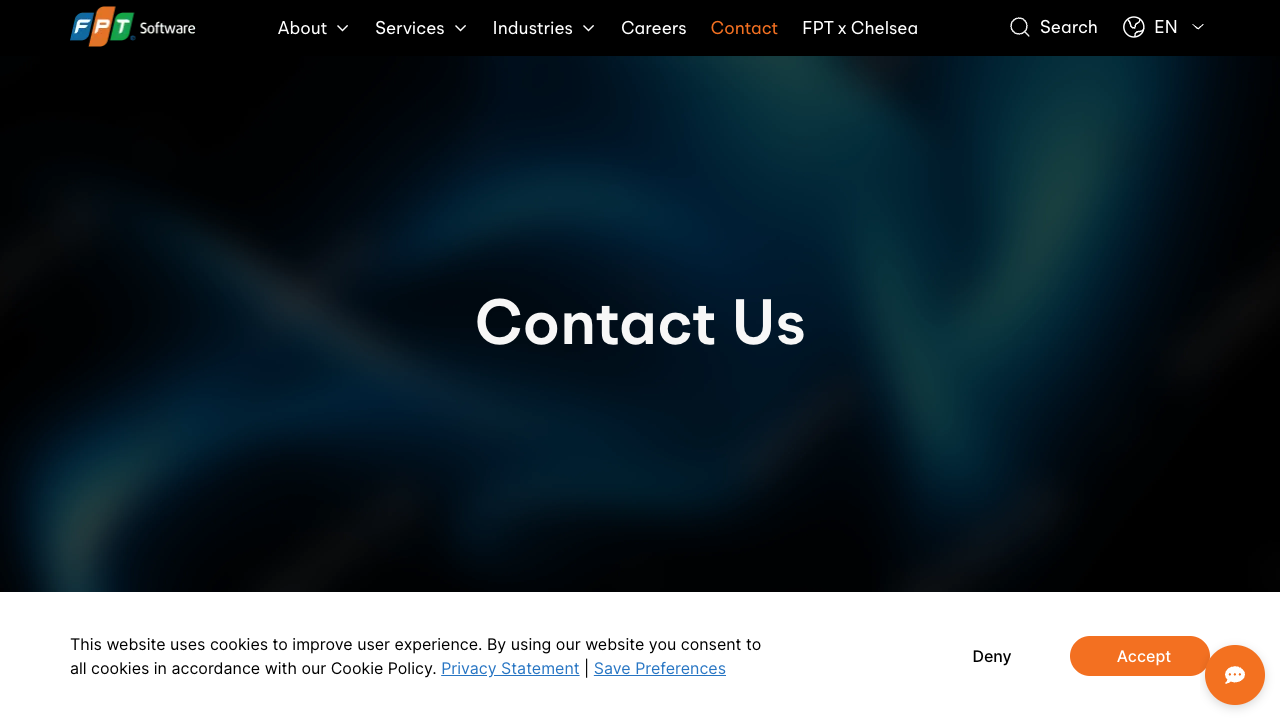 FPT Software
About
Services
Industries
Careers
Contact
FPT x Chelsea
Search
EN
Contact Us
This website uses cookies to improve user experience. By using our website you consent to
all cookies in accordance with our Cookie Policy. Privacy Statement | Save Preferences
Deny
Accept